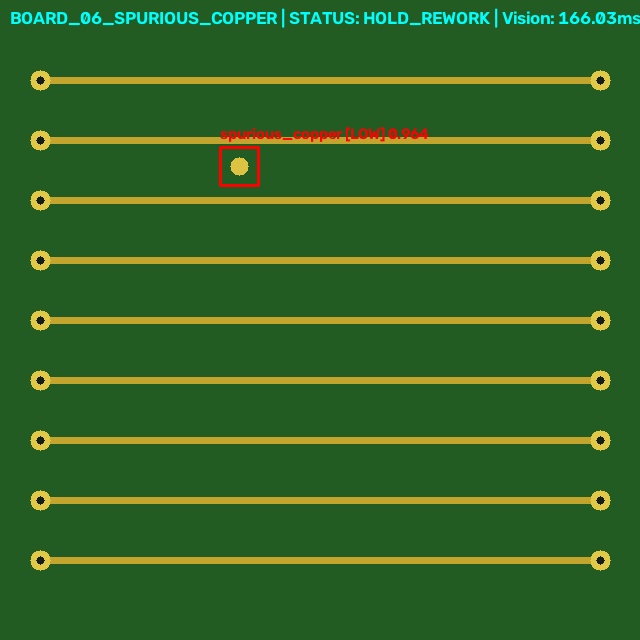 BOARD_06_SPURIOUS_COPPER | STATUS: HOLD_REWORK | Vision: 166.03ms
spurious_copper [LOW] 0.964